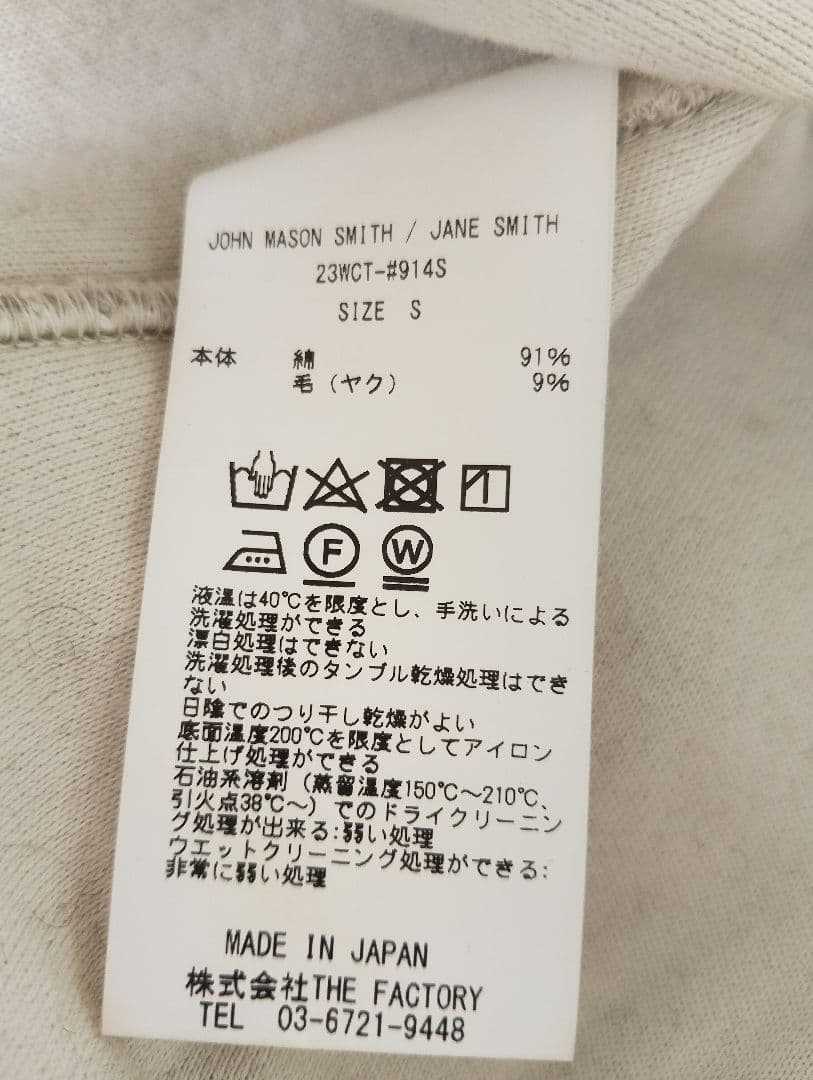 JOHN MASON SMITH / JANE SMITH
23WCT-#914S
SIZE S
本体 綿 91%
毛（ヤク） 9%
F W
液温は40℃を限度とし、手洗いによる
洗濯処理ができる
漂白処理はできない
洗濯処理後のタンブル乾燥処理はでき
ない
日陰でのつり干し乾燥がよい
底面温度200℃を限度としてアイロン
仕上げ処理ができる
石油系溶剤（蒸留温度150℃～210℃、
引火点38℃～）でのドライクリーニン
グ処理が出来る:弱い処理
ウエットクリーニング処理ができる:
非常に弱い処理
MADE IN JAPAN
株式会社THE FACTORY
TEL 03-6721-9448